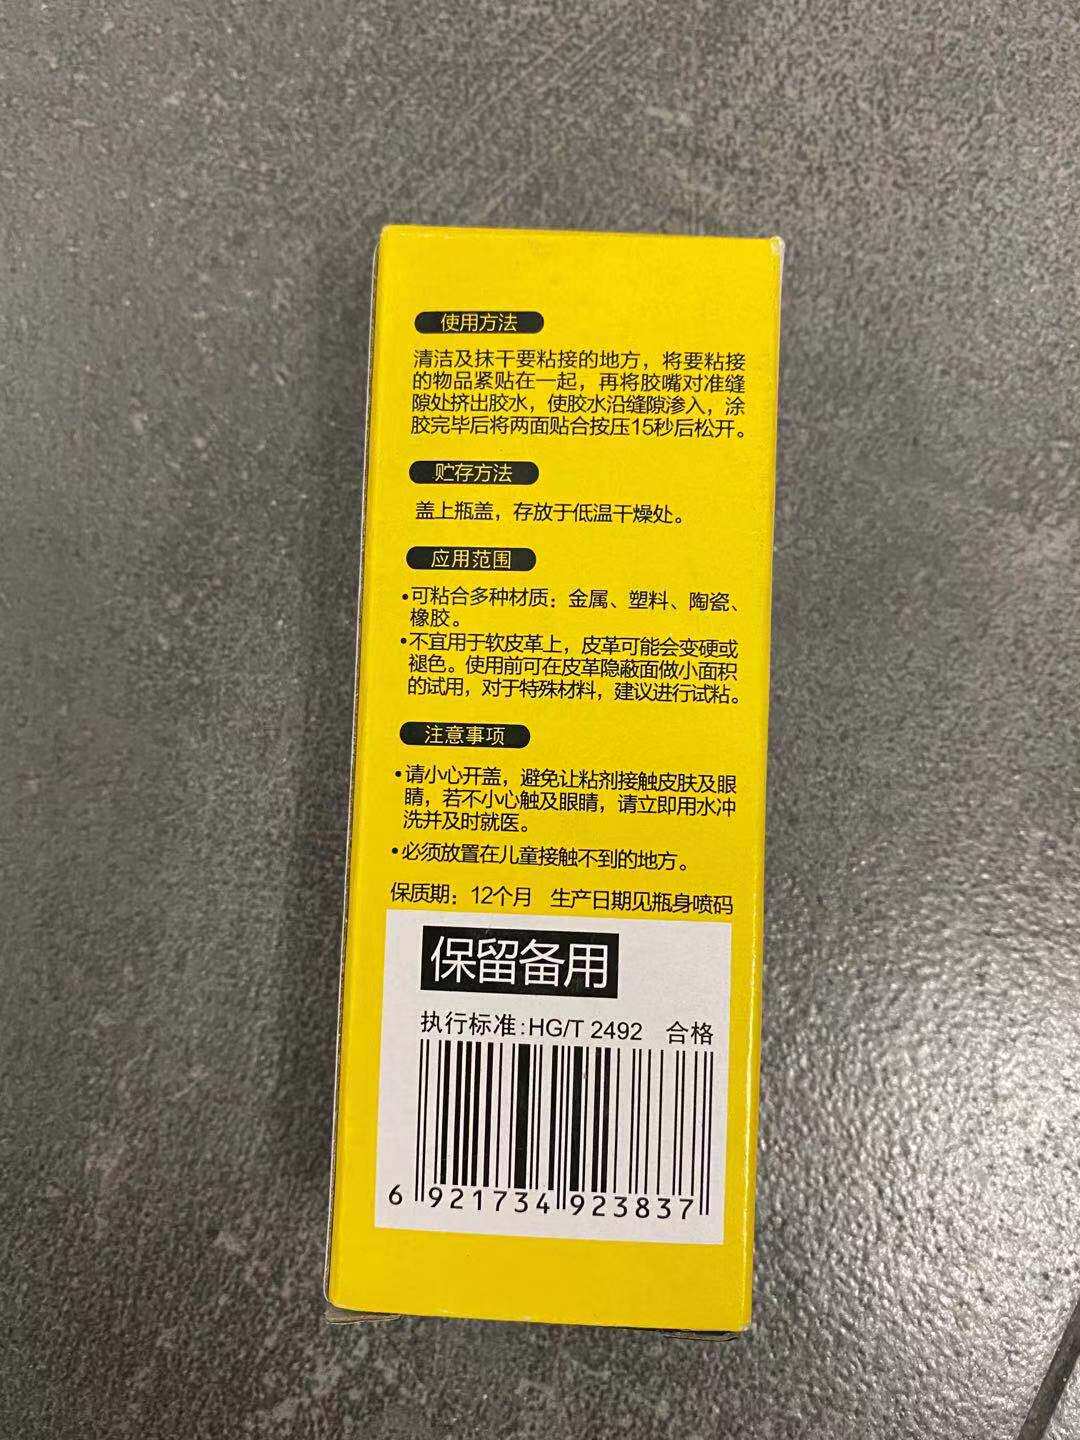 使用方法
清洁及抹干要粘接的地方，将要粘接
的物品紧贴在一起，再将胶嘴对准缝
隙处挤出胶水，使胶水沿缝隙渗入，涂
胶完毕后将两面贴合按压15秒后松开。
贮存方法
盖上瓶盖，存放于低温干燥处。
应用范围
•可粘合多种材质：金属、塑料、陶瓷、
橡胶。
•不宜用于软皮革上，皮革可能会变硬或
褪色。使用前可在皮革隐蔽面做小面积
的试用，对于特殊材料，建议进行试粘。
注意事项
•请小心开盖，避免让粘剂接触皮肤及眼
睛，若不小心触及眼睛，请立即用水冲
洗并及时就医。
•必须放置在儿童接触不到的地方。
保质期：12个月 生产日期见瓶身喷码
保留备用
执行标准:HG/T 2492 合格
6 921734 923837